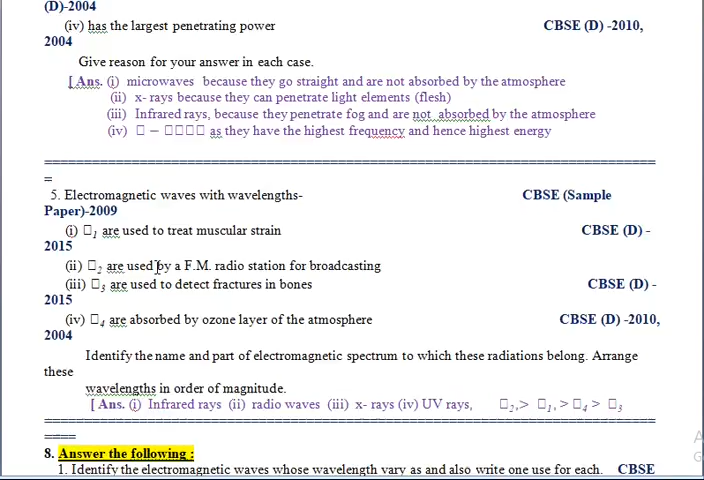 (D)-2004
(iv) has the largest penetrating power CBSE (D) -2010,
2004
Give reason for your answer in each case.
[ Ans. (i) microwaves because they go straight and are not absorbed by the atmosphere
(ii) x- rays because they can penetrate light elements (flesh)
(iii) Infrared rays, because they penetrate fog and are not absorbed by the atmosphere
(iv) □ − □□□□ as they have the highest frequency and hence highest energy
=
5. Electromagnetic waves with wavelengths- CBSE (Sample
Paper)-2009
(i) □1 are used to treat muscular strain CBSE (D) -
2015
(ii) □2 are used by a F.M. radio station for broadcasting
(iii) □3 are used to detect fractures in bones CBSE (D) -
2015
(iv) □4 are absorbed by ozone layer of the atmosphere CBSE (D) -2010,
2004
Identify the name and part of electromagnetic spectrum to which these radiations belong. Arrange
these
wavelengths in order of magnitude.
[ Ans. (i) Infrared rays (ii) radio waves (iii) x- rays (iv) UV rays, □2,> □1, > □4 > □3
====
8. Answer the following :
1. Identify the electromagnetic waves whose wavelength vary as and also write one use for each. CBSE